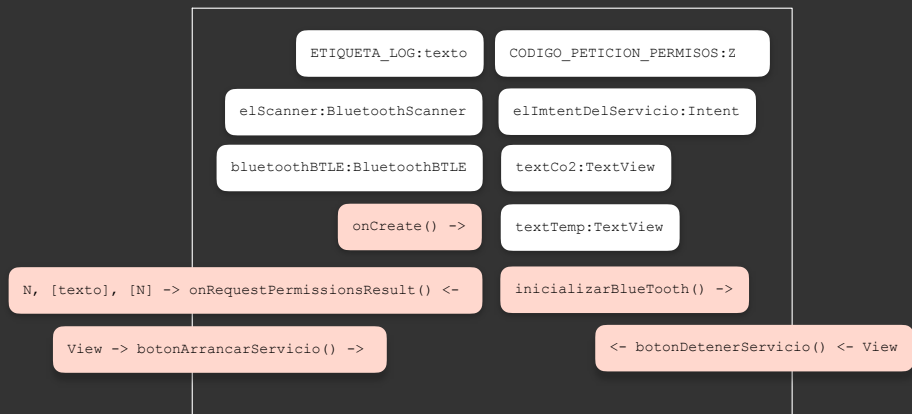 ETIQUETA_LOG:texto
CODIGO_PETICION_PERMISOS:Z
elScanner:BluetoothScanner
elImtentDelServicio:Intent
bluetoothBTLE:BluetoothBTLE
textCo2:TextView
onCreate() ->
textTemp:TextView
N, [texto], [N] -> onRequestPermissionsResult() <-
inicializarBlueTooth() ->
View -> botonArrancarServicio() ->
<- botonDetenerServicio() <- View